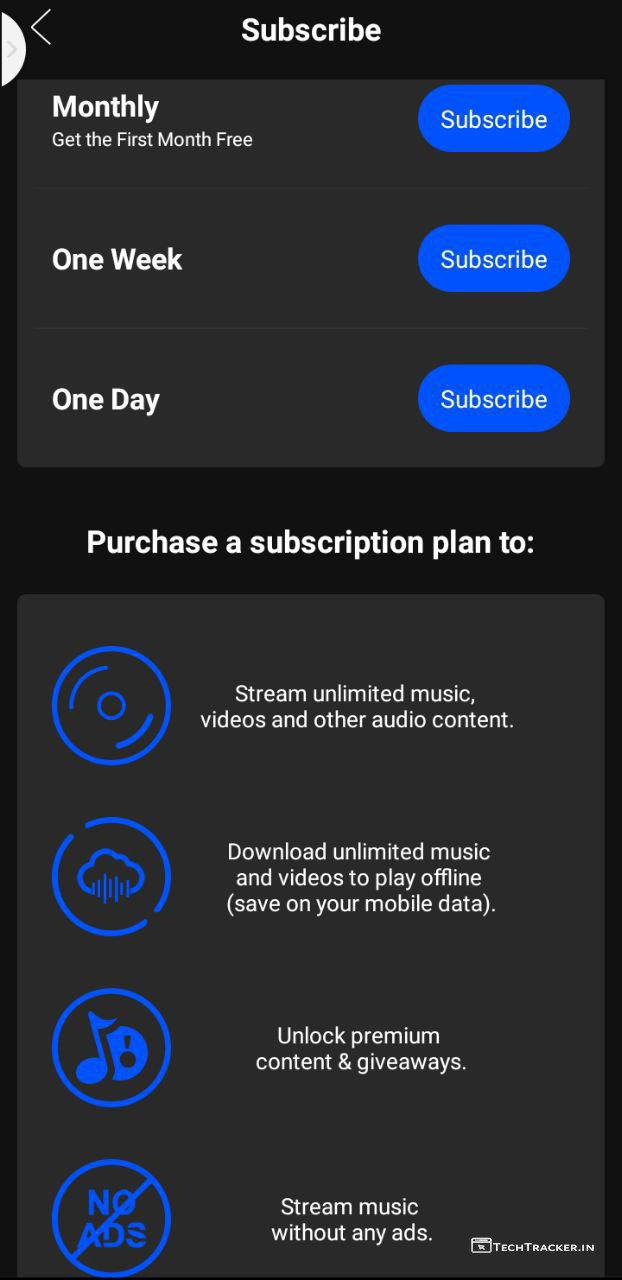 Subscribe
Monthly
Get the First Month Free
Subscribe
One Week
Subscribe
One Day
Subscribe
Purchase a subscription plan to:
Stream unlimited music,
videos and other audio content.
Download unlimited music
and videos to play offline
(save on your mobile data).
Unlock premium
content & giveaways.
NO
ADS
Stream music
without any ads.
TECHTRACKER.IN